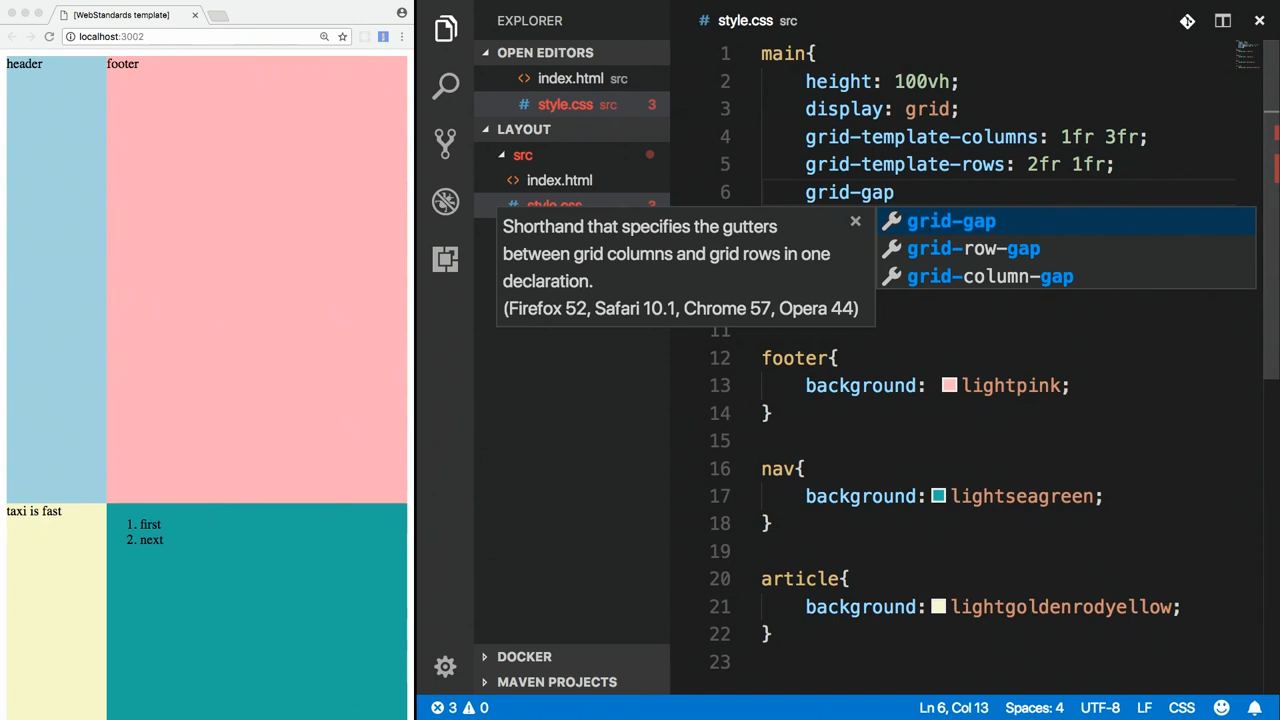 [WebStandards template]
localhost:3002
header
footer
taxi is fast
1. first
2. next
EXPLORER
OPEN EDITORS
<> index.html src
# style.css src 3
LAYOUT
src
<> index.html
style.css 3
DOCKER
MAVEN PROJECTS
# style.css src
1 main{
2 height: 100vh;
3 display: grid;
4 grid-template-columns: 1fr 3fr;
5 grid-template-rows: 2fr 1fr;
6 grid-gap
Shorthand that specifies the gutters
between grid columns and grid rows in one
declaration.
(Firefox 52, Safari 10.1, Chrome 57, Opera 44)
grid-gap
grid-row-gap
grid-column-gap
11
12 footer{
13 background: lightpink;
14 }
15
16 nav{
17 background: lightseagreen;
18 }
19
20 article{
21 background: lightgoldenrodyellow;
22 }
23
3 0
Ln 6, Col 13 Spaces: 4 UTF-8 LF CSS